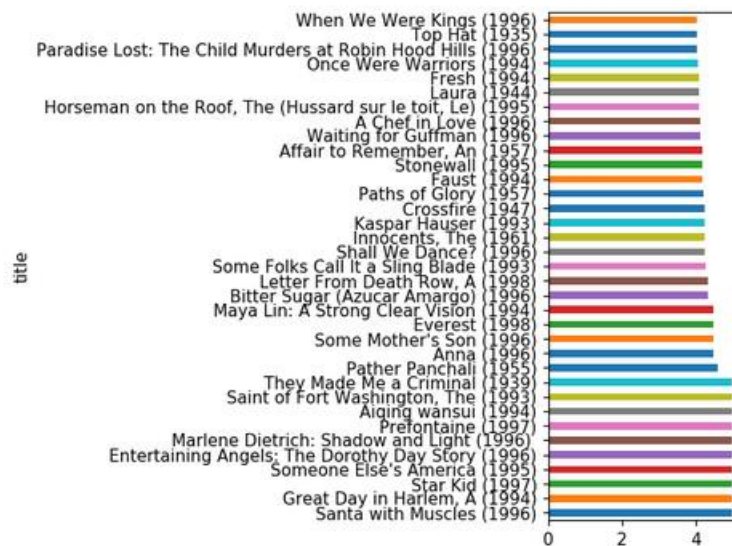 When We Were Kings (1996)
Top Hat (1935)
Paradise Lost: The Child Murders at Robin Hood Hills (1996)
Once Were Warriors (1994)
Fresh (1994)
Laura (1944)
Horseman on the Roof, The (Hussard sur le toit, Le) (1995)
A Chef in Love (1996)
Waiting for Guffman (1996)
Affair to Remember, An (1957)
Stonewall (1995)
Faust (1994)
Paths of Glory (1957)
Crossfire (1947)
Kaspar Hauser (1993)
Innocents, The (1961)
Shall We Dance? (1996)
Some Folks Call It a Sling Blade (1993)
Letter From Death Row, A (1998)
Bitter Sugar (Azucar Amargo) (1996)
Maya Lin: A Strong Clear Vision (1994)
Everest (1998)
Some Mother's Son (1996)
Anna (1996)
Pather Panchali (1955)
They Made Me a Criminal (1939)
Saint of Fort Washington, The (1993)
Aiqing wansui (1994)
Prefontaine (1997)
Marlene Dietrich: Shadow and Light (1996)
Entertaining Angels: The Dorothy Day Story (1996)
Someone Else's America (1995)
Star Kid (1997)
Great Day in Harlem, A (1994)
Santa with Muscles (1996)
title
0 2 4